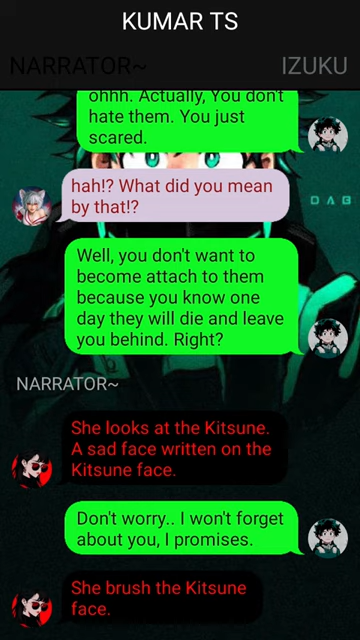 KUMAR TS
NARRATOR~
IZUKU
ohhh. Actually, You don't
hate them. You just
scared.
hah!? What did you mean
by that!?
DAB
Well, you don't want to
become attach to them
because you know one
day they will die and leave
you behind. Right?
NARRATOR~
She looks at the Kitsune.
A sad face written on the
Kitsune face.
Don't worry.. I won't forget
about you, I promises.
She brush the Kitsune
face.